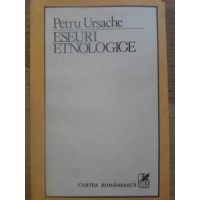 Petru Ursache
ESEURI
ETNOLOGICE
CARTEA ROMÂNEASCĂ